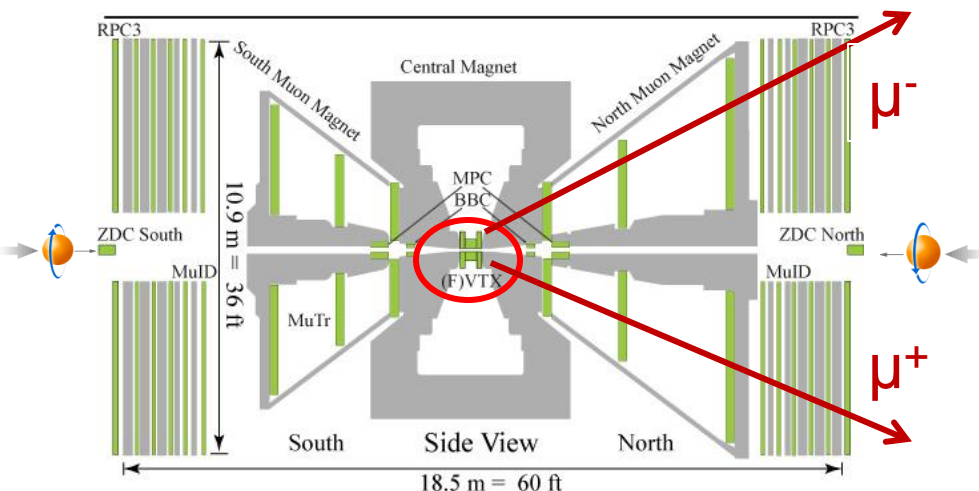 RPC3
South Muon Magnet
Central Magnet
North Muon Magnet
RPC3
μ-
MPC
BBC
10.9 m = 36 ft
ZDC South
ZDC North
MuID
(F)VTX
MuID
MuTr
μ+
South
Side View
North
18.5 m = 60 ft